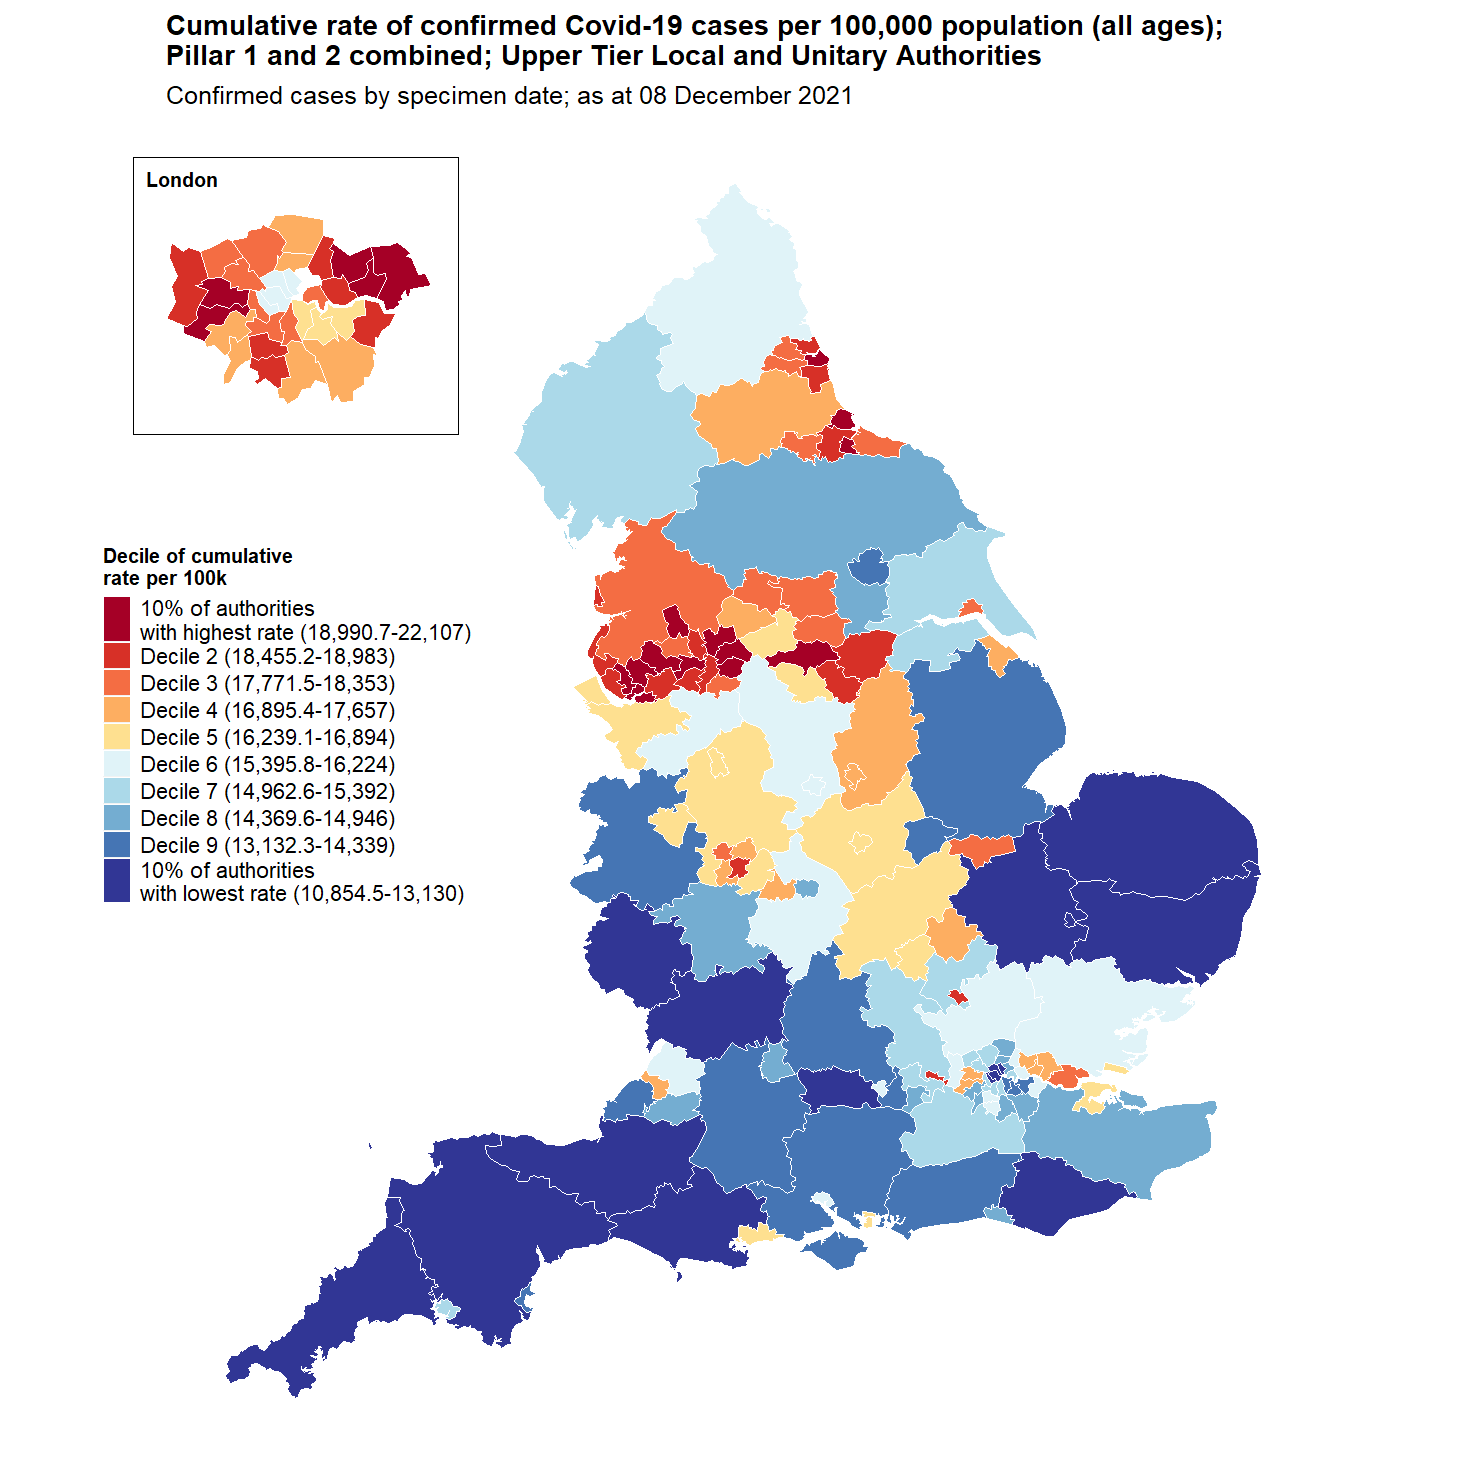 Cumulative rate of confirmed Covid-19 cases per 100,000 population (all ages);
Pillar 1 and 2 combined; Upper Tier Local and Unitary Authorities
Confirmed cases by specimen date; as at 08 December 2021
London
Decile of cumulative
rate per 100k
10% of authorities
with highest rate (18,990.7-22,107)
Decile 2 (18,455.2-18,983)
Decile 3 (17,771.5-18,353)
Decile 4 (16,895.4-17,657)
Decile 5 (16,239.1-16,894)
Decile 6 (15,395.8-16,224)
Decile 7 (14,962.6-15,392)
Decile 8 (14,369.6-14,946)
Decile 9 (13,132.3-14,339)
10% of authorities
with lowest rate (10,854.5-13,130)